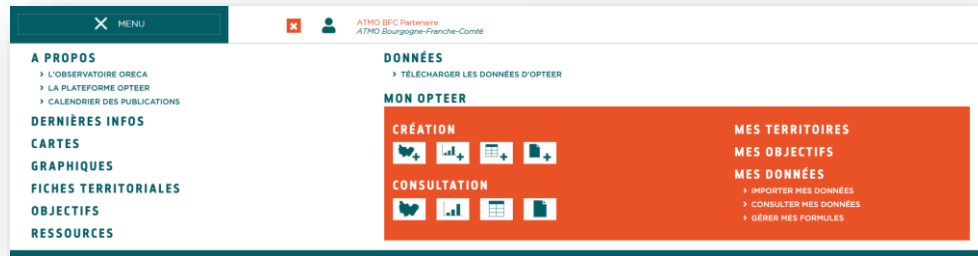 MENU
ATMO BFC Partenaire
ATMO Bourgogne-Franche-Comté
A PROPOS
> L'OBSERVATOIRE ORECA
> LA PLATEFORME OPTEER
> CALENDRIER DES PUBLICATIONS
DERNIÈRES INFOS
CARTES
GRAPHIQUES
FICHES TERRITORIALES
OBJECTIFS
RESSOURCES
DONNÉES
> TÉLÉCHARGER LES DONNÉES D'OPTEER
MON OPTEER
CRÉATION
CONSULTATION
MES TERRITOIRES
MES OBJECTIFS
MES DONNÉES
> IMPORTER MES DONNÉES
> CONSULTER MES DONNÉES
> GÉRER MES FORMULES